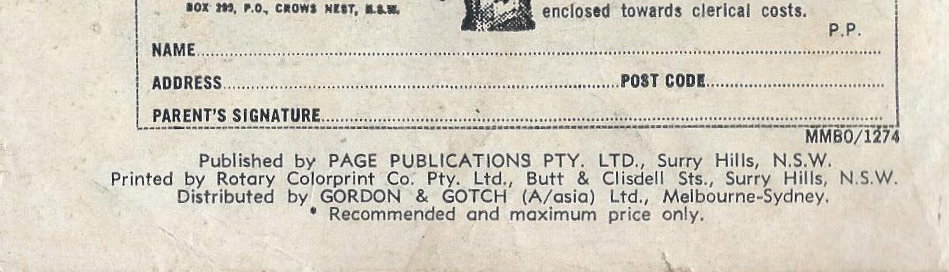 BOX 293, P.O., CROWS NEST, N.S.W.
enclosed towards clerical costs.
P.P.
NAME
ADDRESS POST CODE
PARENT'S SIGNATURE
MMBO/1274
Published by PAGE PUBLICATIONS PTY. LTD., Surry Hills, N.S.W.
Printed by Rotary Colorprint Co. Pty. Ltd., Butt & Clisdell Sts., Surry Hills, N.S.W.
Distributed by GORDON & GOTCH (A/asia) Ltd., Melbourne-Sydney.
* Recommended and maximum price only.